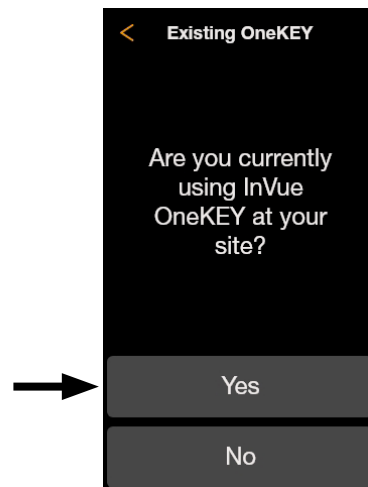 Existing OneKEY
Are you currently
using InVue
OneKEY at your
site?
Yes
No